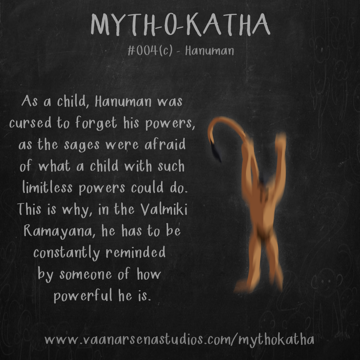 MYTH-O-KATHA
#004(c) - Hanuman
As a child, Hanuman was
cursed to forget his powers,
as the sages were afraid
of what a child with such
limitless powers could do.
This is why, in the Valmiki
Ramayana, he has to be
constantly reminded
by someone of how
powerful he is.
www.vaanarsenastudios.com/mythokatha